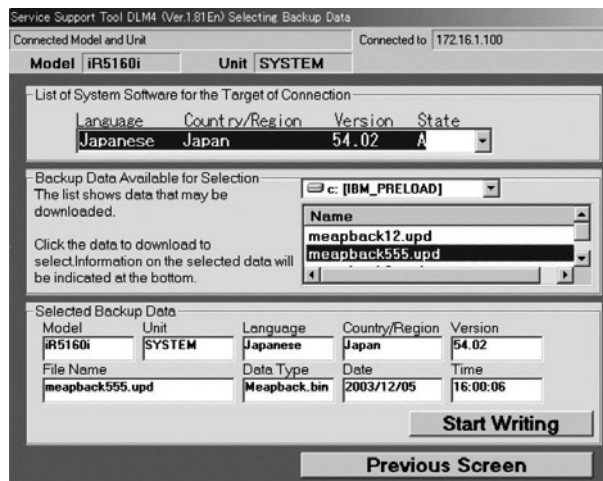 Service Support Tool DLM4 (Ver.1.81En) Selecting Backup Data
Connected Model and Unit
Connected to 172.16.1.100
Model iR5160i Unit SYSTEM
List of System Software for the Target of Connection
Language Country/Region Version State
Japanese Japan 54.02 A
Backup Data Available for Selection
The list shows data that may be
downloaded.
Click the data to download to
select.Information on the selected data will
be indicated at the bottom.
c: [IBM_PRELOAD]
Name
meapback12.upd
meapback555.upd
Selected Backup Data
Model Unit Language Country/Region Version
iR5160i SYSTEM Japanese Japan 54.02
File Name Data Type Date Time
meapback555.upd Meapback.bin 2003/12/05 16:00:06
Start Writing
Previous Screen